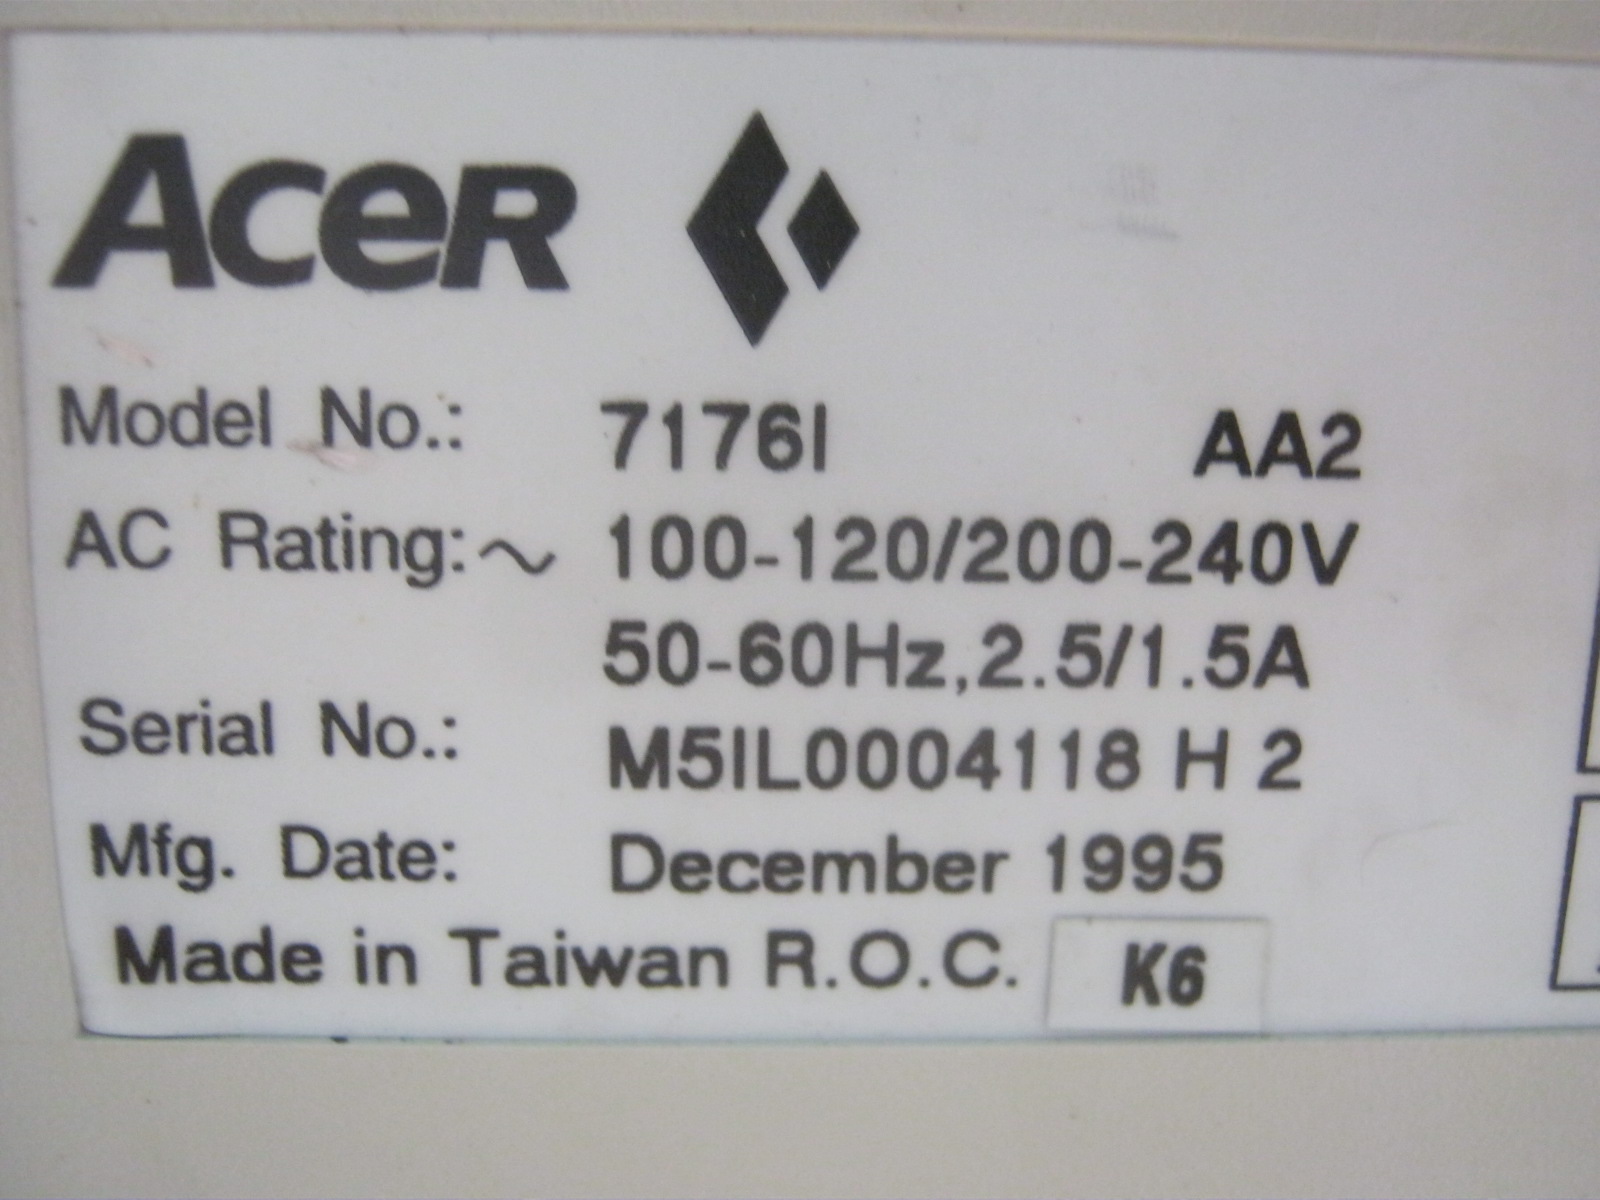 Acer
Model No.: 7176I AA2
AC Rating:~ 100-120/200-240V
50-60Hz,2.5/1.5A
Serial No.: M5IL0004118 H 2
Mfg. Date: December 1995
Made in Taiwan R.O.C. K6